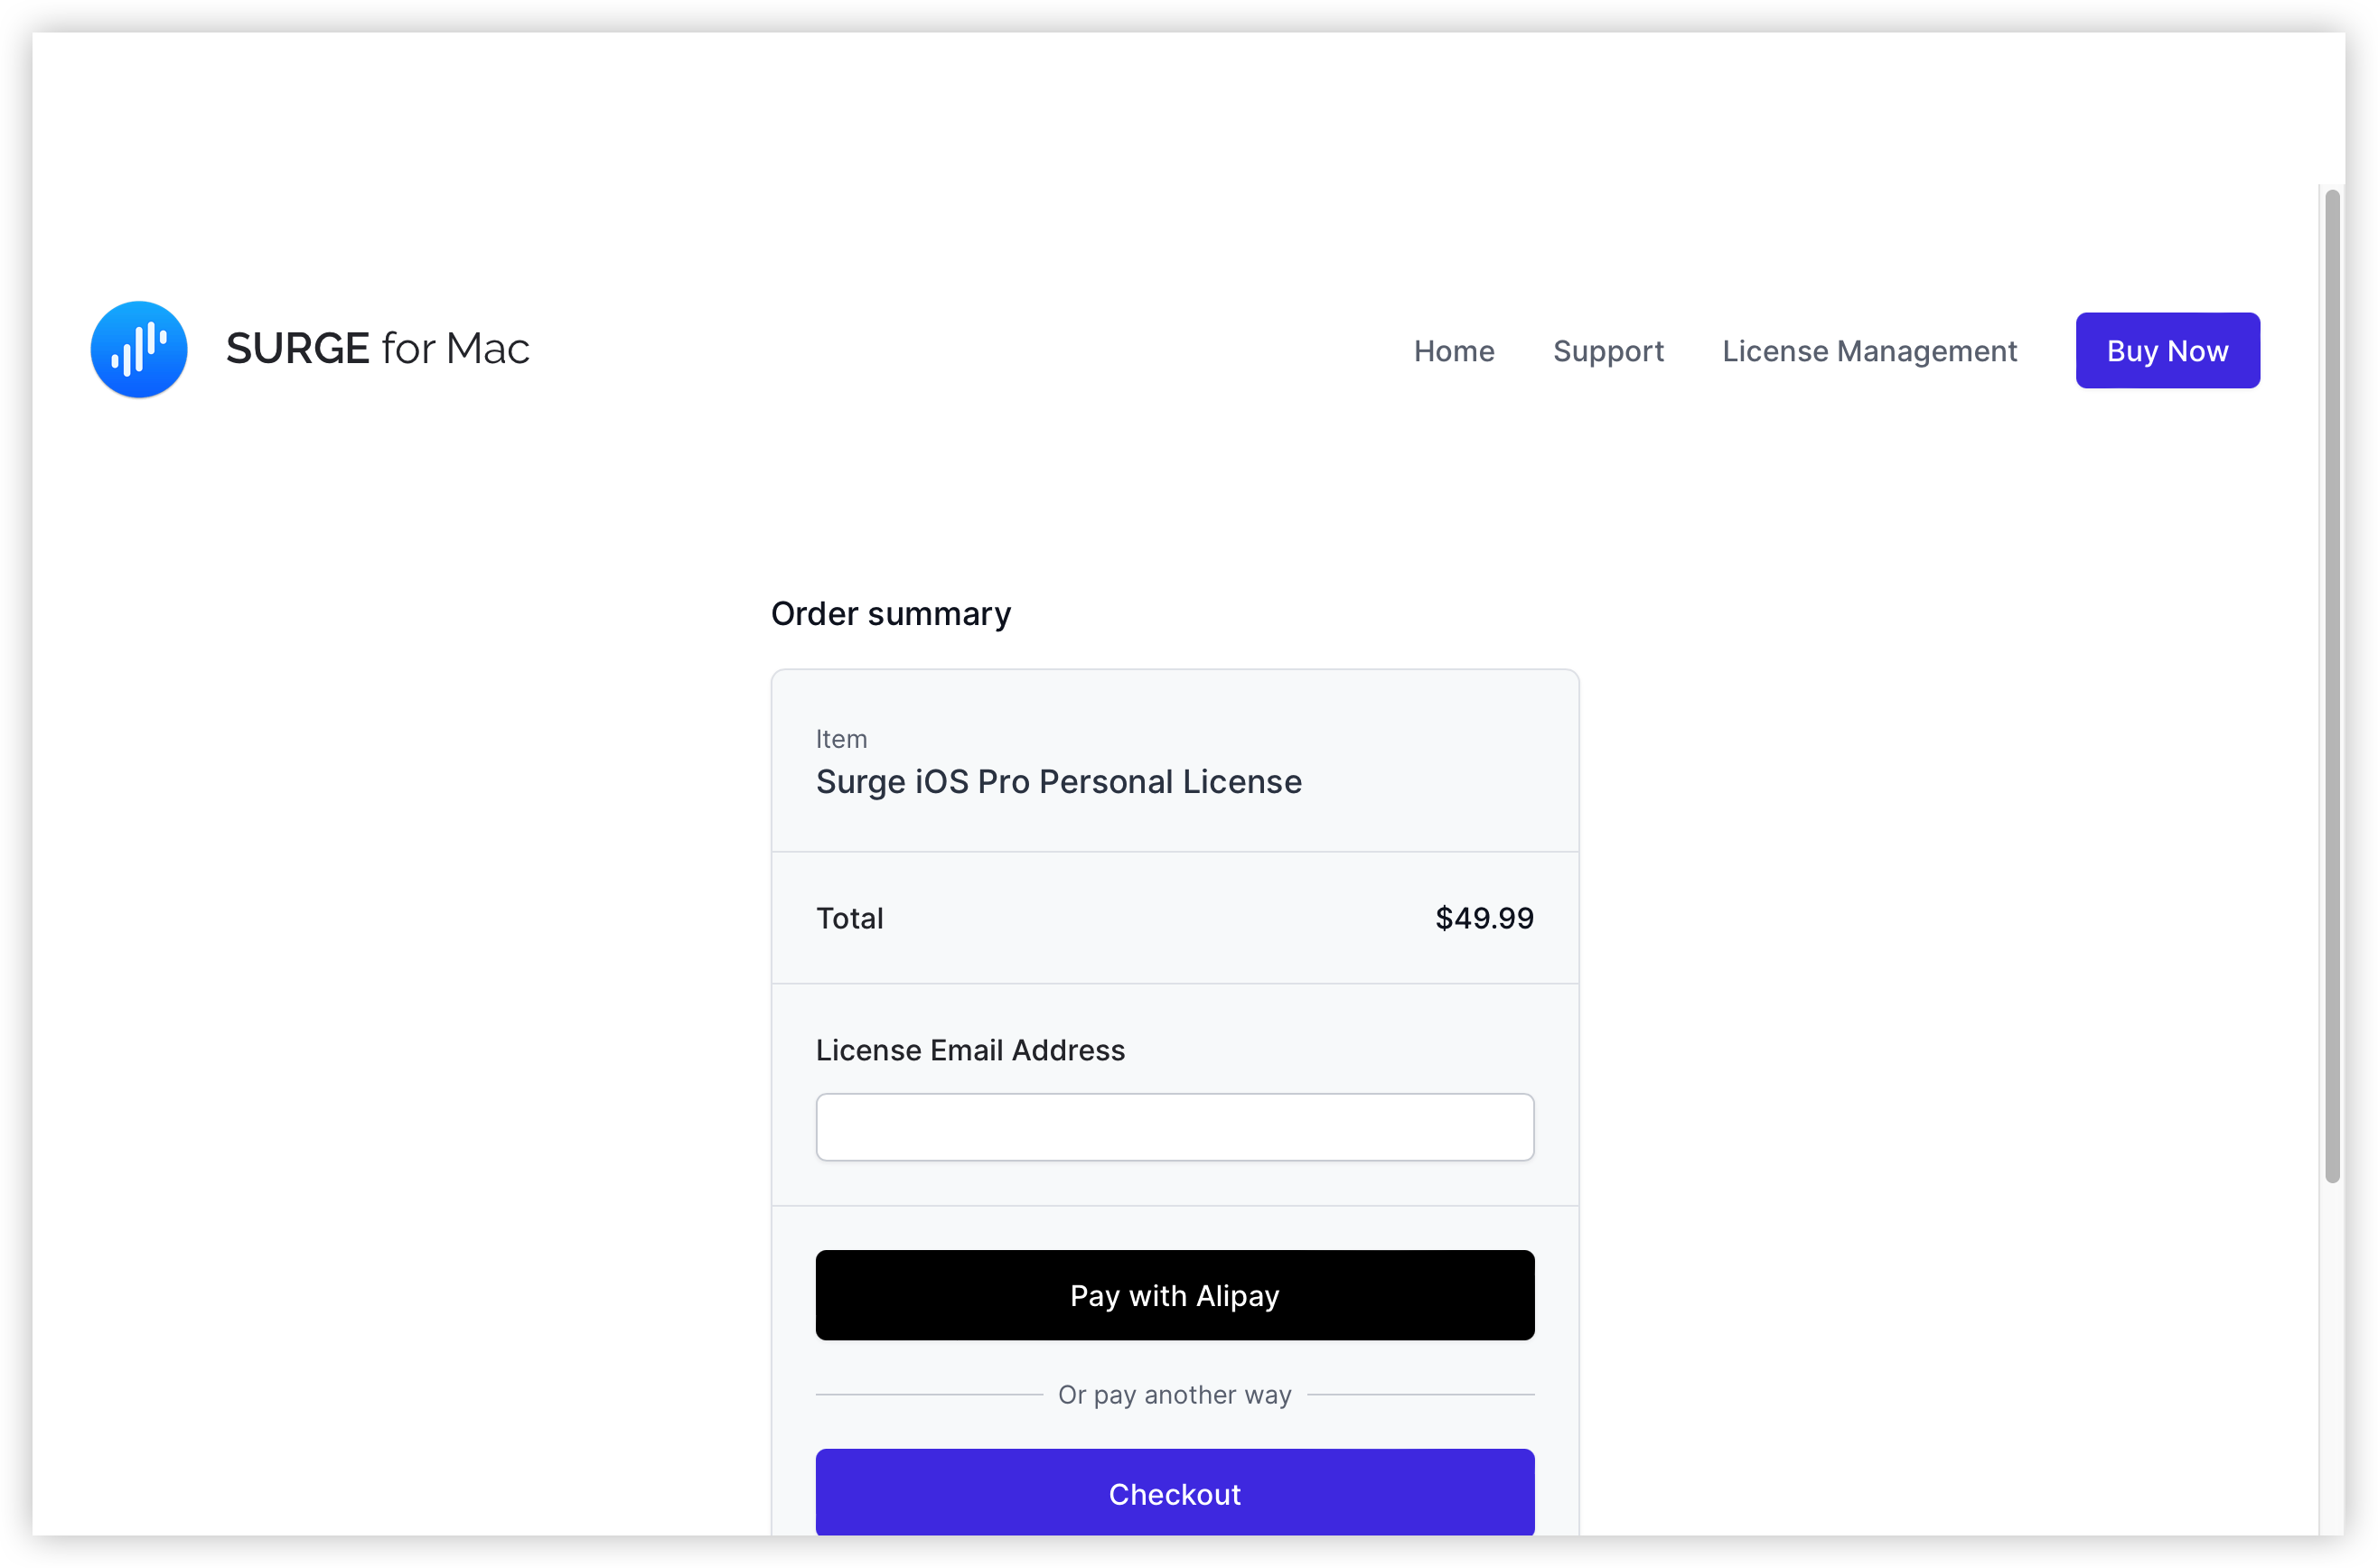 SURGE for Mac
Home Support License Management Buy Now
Order summary
Item
Surge iOS Pro Personal License
Total $49.99
License Email Address
Pay with Alipay
Or pay another way
Checkout